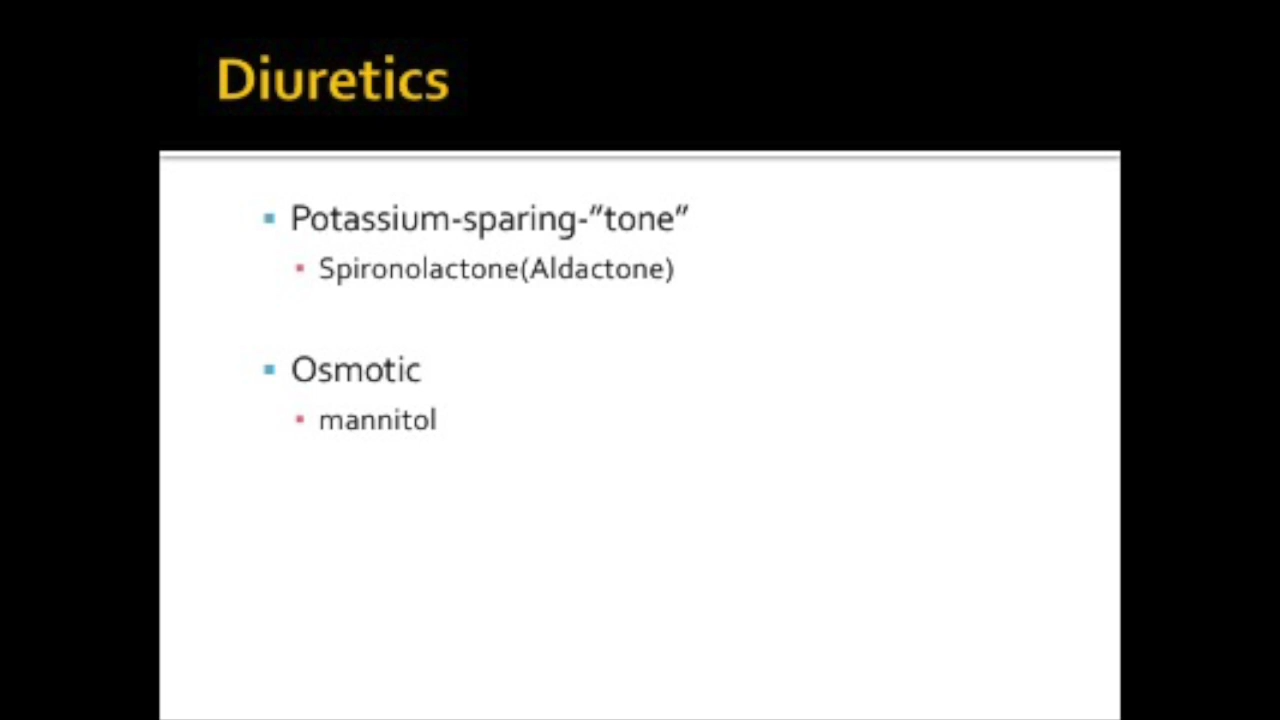 Diuretics
Potassium-sparing-”tone”
Spironolactone(Aldactone)
Osmotic
mannitol